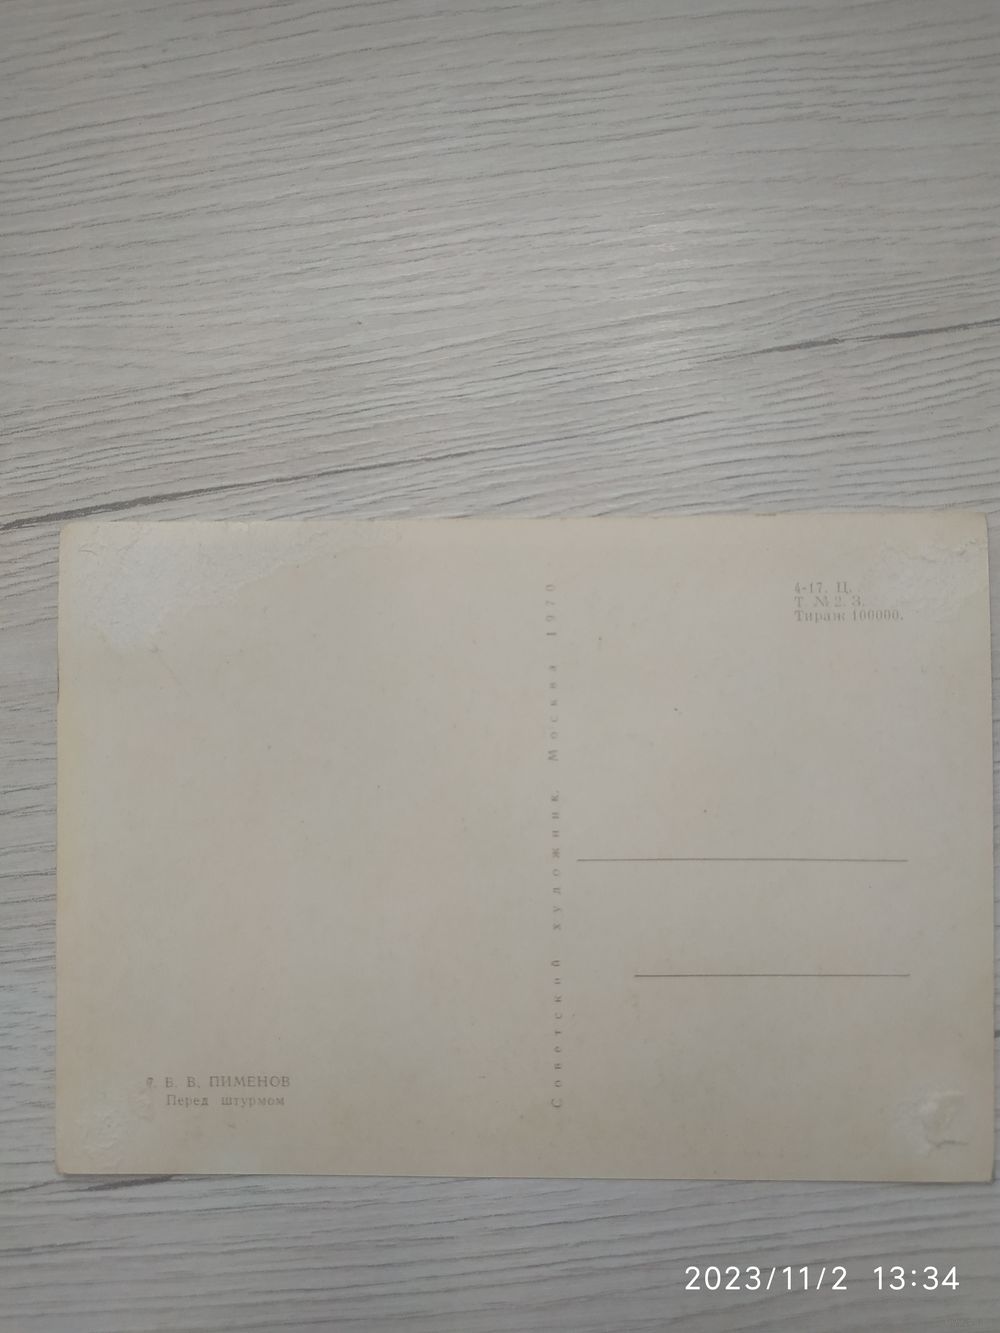 4-17. Ц.
Т. № 2. З.
Тираж 100000.
Советский художник. Москва 1970
7. В. В. ПИМЕНОВ
Перед штурмом
2023/11/2 13:34